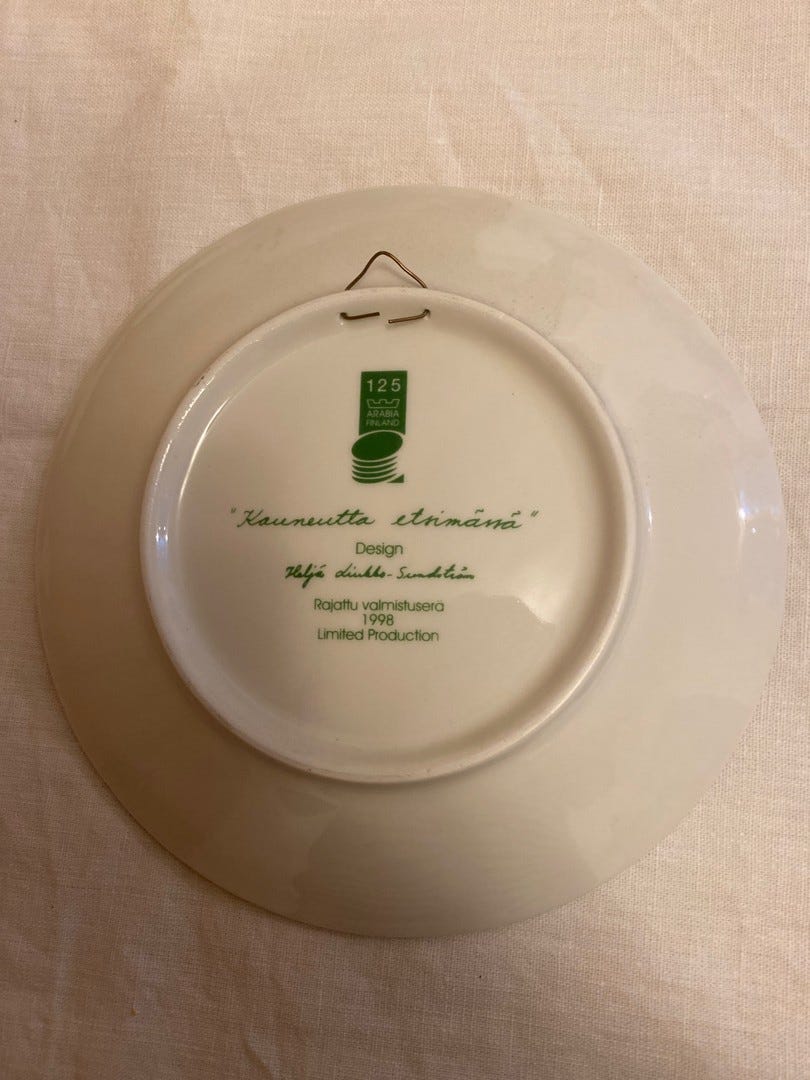 125
ARABIA
FINLAND
"Kauneutta etsimässä"
Design
Heljä Liukko-Sundström
Rajattu valmistuserä
1998
Limited Production